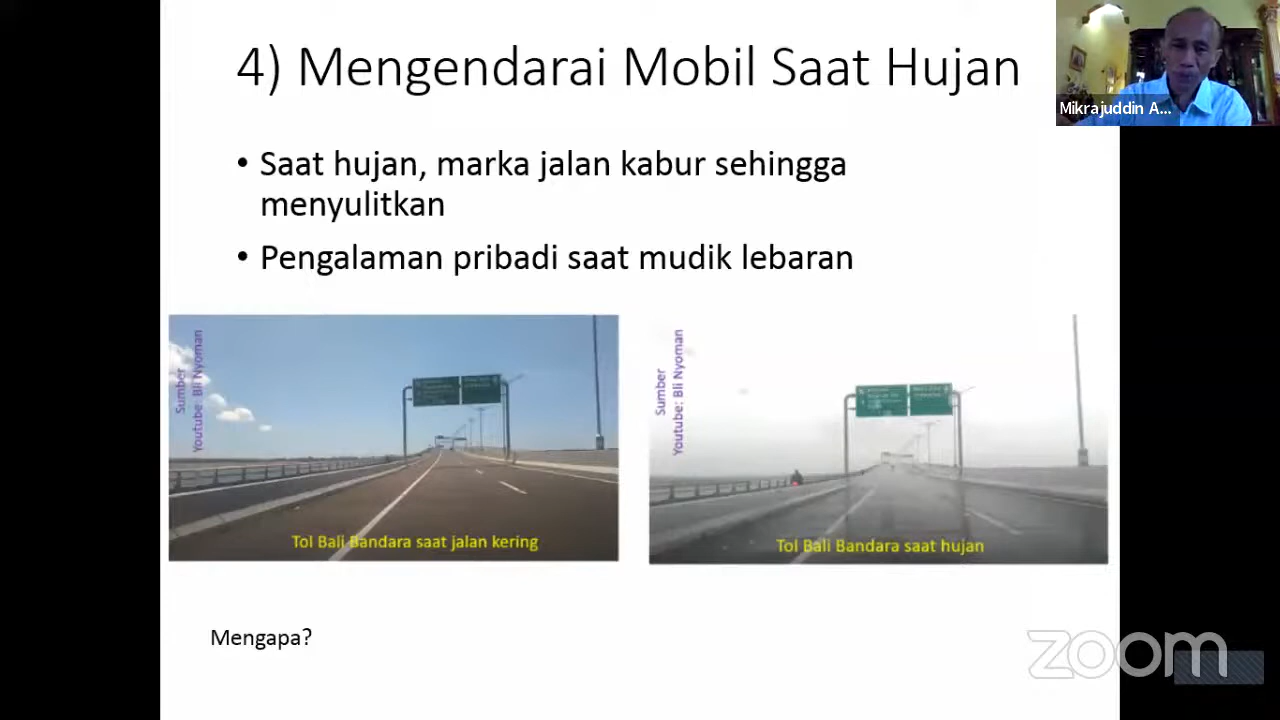 4) Mengendarai Mobil Saat Hujan
Mikrajuddin A...
• Saat hujan, marka jalan kabur sehingga
menyulitkan
• Pengalaman pribadi saat mudik lebaran
Sumber
Youtube: Bli Nyoman
Tol Bali Bandara saat jalan kering
Sumber
Youtube: Bli Nyoman
Tol Bali Bandara saat hujan
Mengapa?
zoom